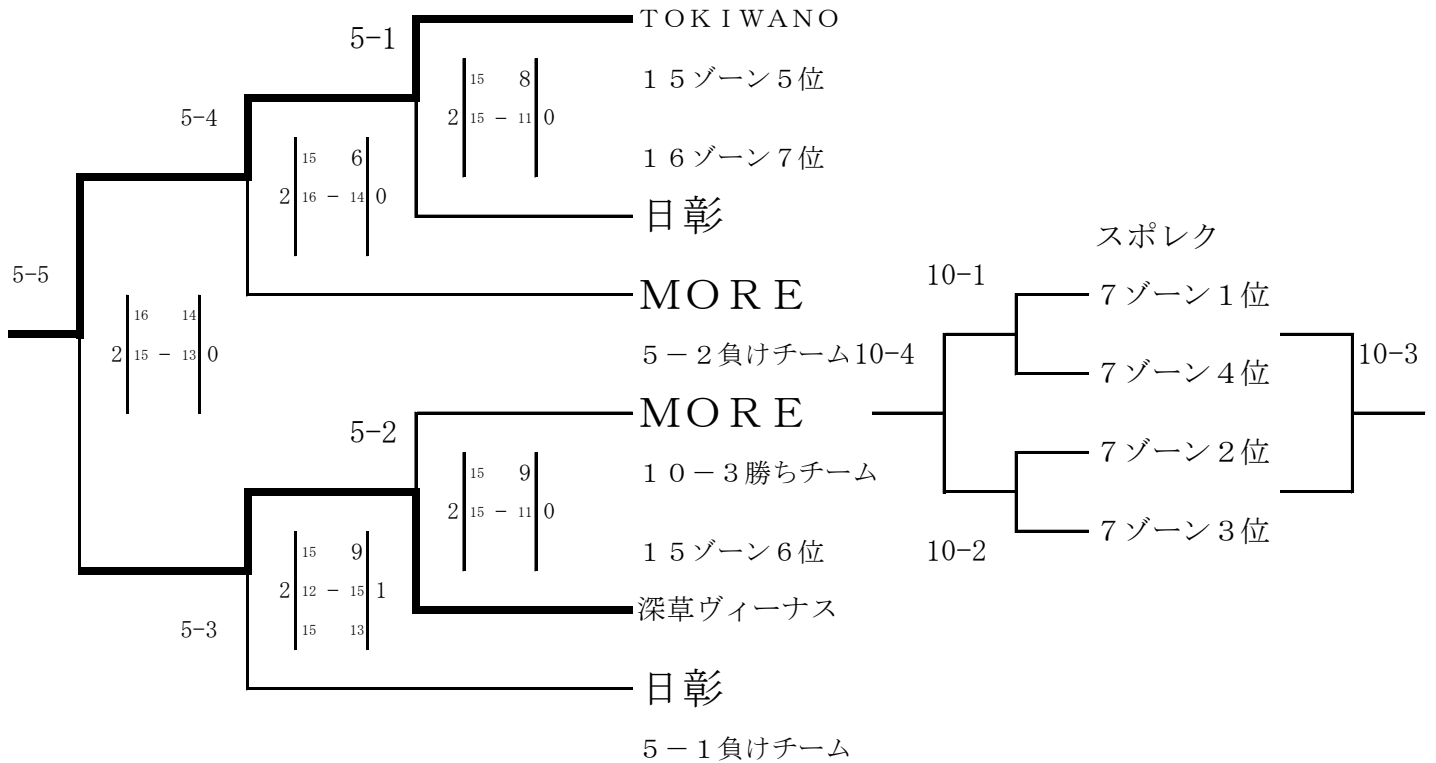 ＴＯＫＩＷＡＮＯ
5-1
15 8
１５ゾーン５位
5-4
2 15 － 11 0
15 6
１６ゾーン７位
2 16 － 14 0
日彰
スポレク
5-5
10-1
ＭＯＲＥ
７ゾーン１位
16 14
2 15 － 13 0
５－２負けチーム
10-4
10-3
７ゾーン４位
ＭＯＲＥ
5-2
７ゾーン２位
15 9
１０－３勝ちチーム
2 15 － 11 0
７ゾーン３位
10-2
15 9
１５ゾーン６位
2 12 － 15 1
深草ヴィーナス
5-3
15 13
日彰
５－１負けチーム